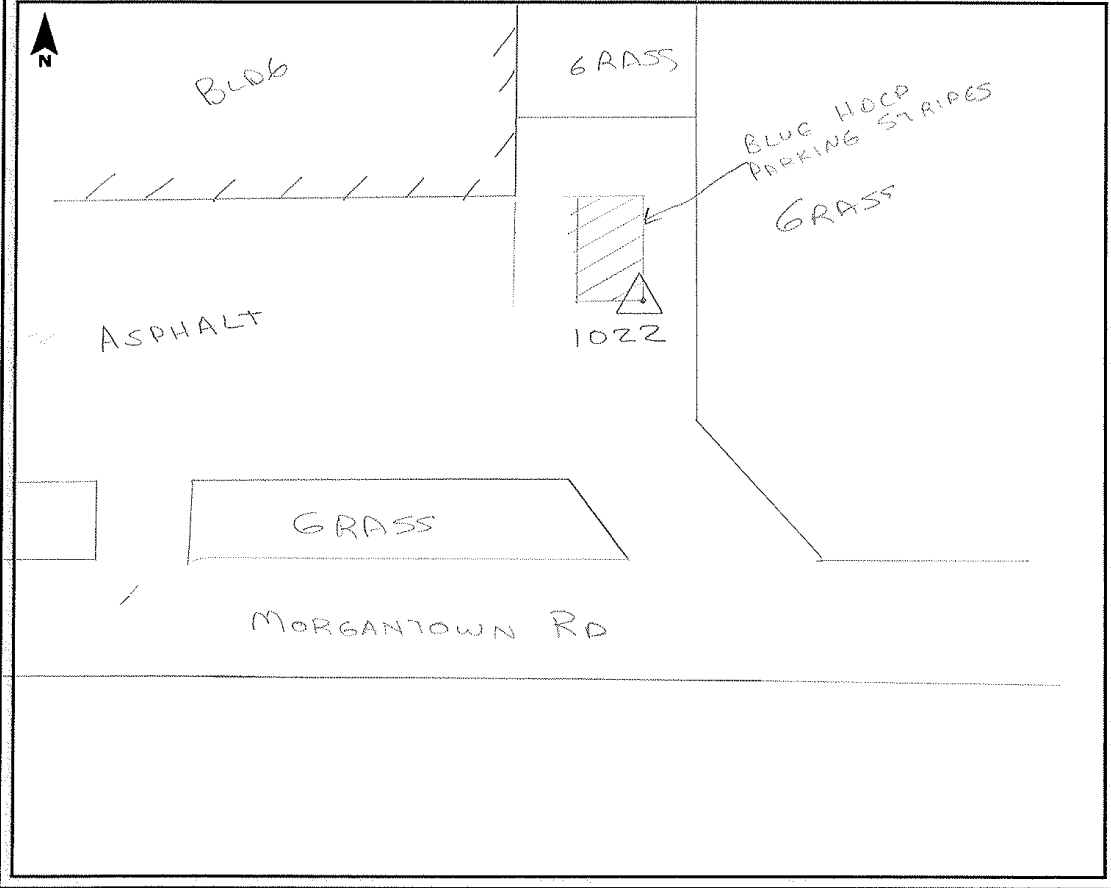 N
BLDG
GRASS
BLUE HDCP
PARKING STRIPES
GRASS
ASPHALT
1022
GRASS
MORGANTOWN RD